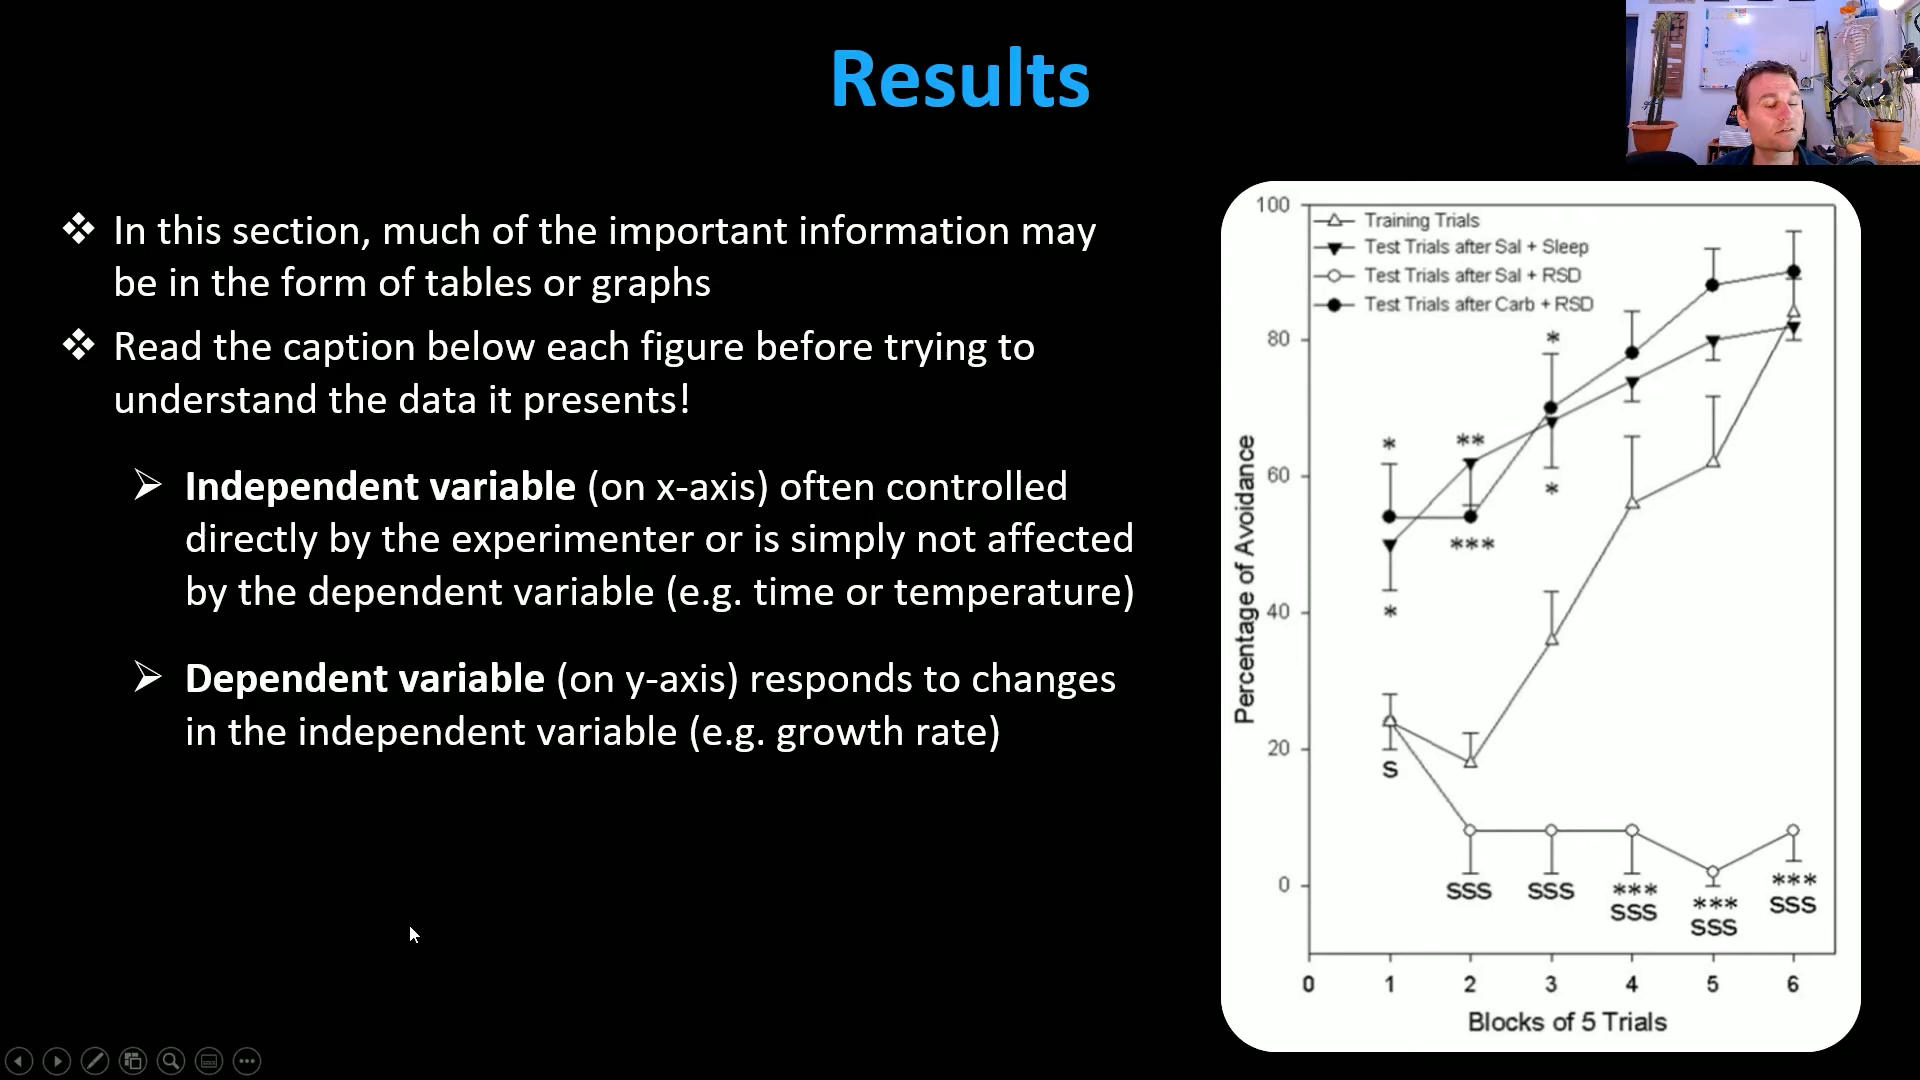 Results
❖ In this section, much of the important information may
be in the form of tables or graphs
❖ Read the caption below each figure before trying to
understand the data it presents!
➢ Independent variable (on x-axis) often controlled
directly by the experimenter or is simply not affected
by the dependent variable (e.g. time or temperature)
➢ Dependent variable (on y-axis) responds to changes
in the independent variable (e.g. growth rate)
Training Trials
Test Trials after Sal + Sleep
Test Trials after Sal + RSD
Test Trials after Carb + RSD
Percentage of Avoidance
100
80
60
40
20
0
*
*
**
***
*
*
S
SSS
SSS
***
SSS
***
SSS
***
SSS
0 1 2 3 4 5 6
Blocks of 5 Trials